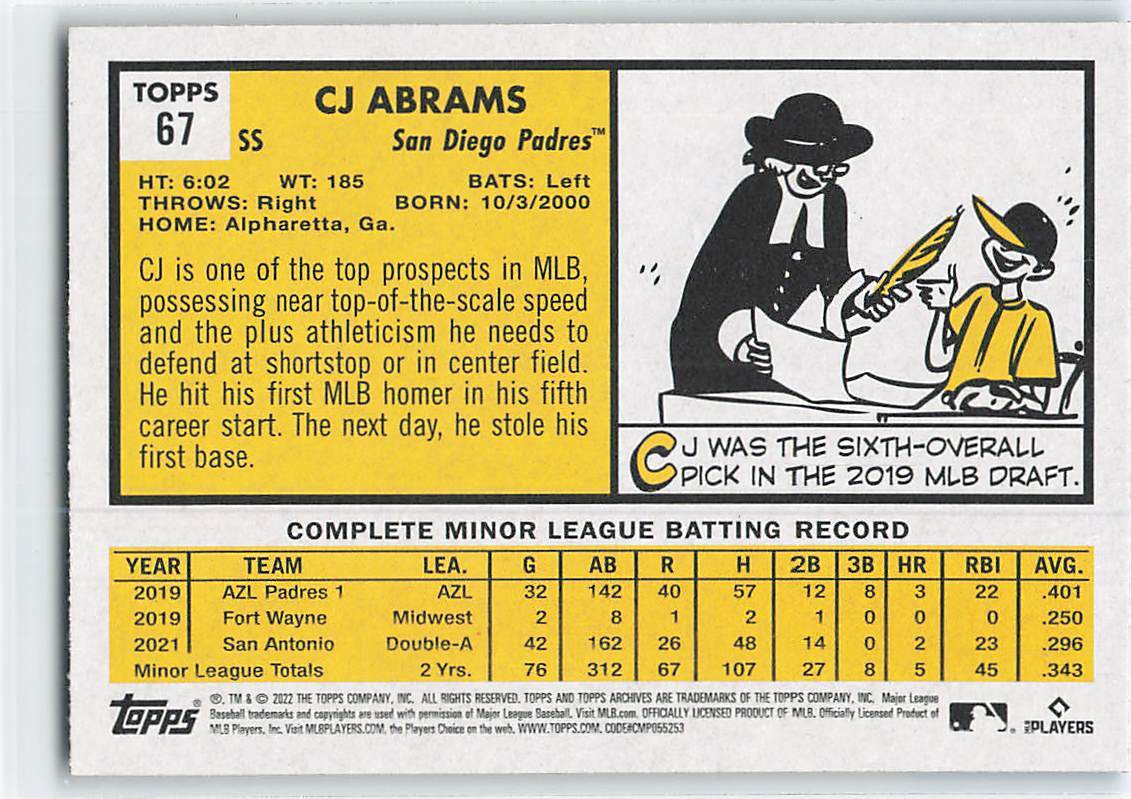 TOPPS
67
CJ ABRAMS
SS
San Diego Padres™
HT: 6:02 WT: 185 BATS: Left
THROWS: Right BORN: 10/3/2000
HOME: Alpharetta, Ga.
CJ is one of the top prospects in MLB,
possessing near top-of-the-scale speed
and the plus athleticism he needs to
defend at shortstop or in center field.
He hit his first MLB homer in his fifth
career start. The next day, he stole his
first base.
CJ WAS THE SIXTH-OVERALL
PICK IN THE 2019 MLB DRAFT.
COMPLETE MINOR LEAGUE BATTING RECORD
YEAR TEAM LEA. G AB R H 2B 3B HR RBI AVG.
2019 AZL Padres 1 AZL 32 142 40 57 12 8 3 22 .401
2019 Fort Wayne Midwest 2 8 1 2 1 0 0 0 .250
2021 San Antonio Double-A 42 162 26 48 14 0 2 23 .296
Minor League Totals 2 Yrs. 76 312 67 107 27 8 5 45 .343
topps®
®, TM & © 2022 THE TOPPS COMPANY, INC. ALL RIGHTS RESERVED. TOPPS AND TOPPS ARCHIVES ARE TRADEMARKS OF THE TOPPS COMPANY, INC. Major League
Baseball trademarks and copyrights are used with permission of Major League Baseball. Visit MLB.com. OFFICIALLY LICENSED PRODUCT OF MLB. Officially Licensed Product of
MLB Players, Inc. Visit MLBPLAYERS.COM, the Players Choice on the web. WWW.TOPPS.COM. CODE#CMP055253
MLB PLAYERS